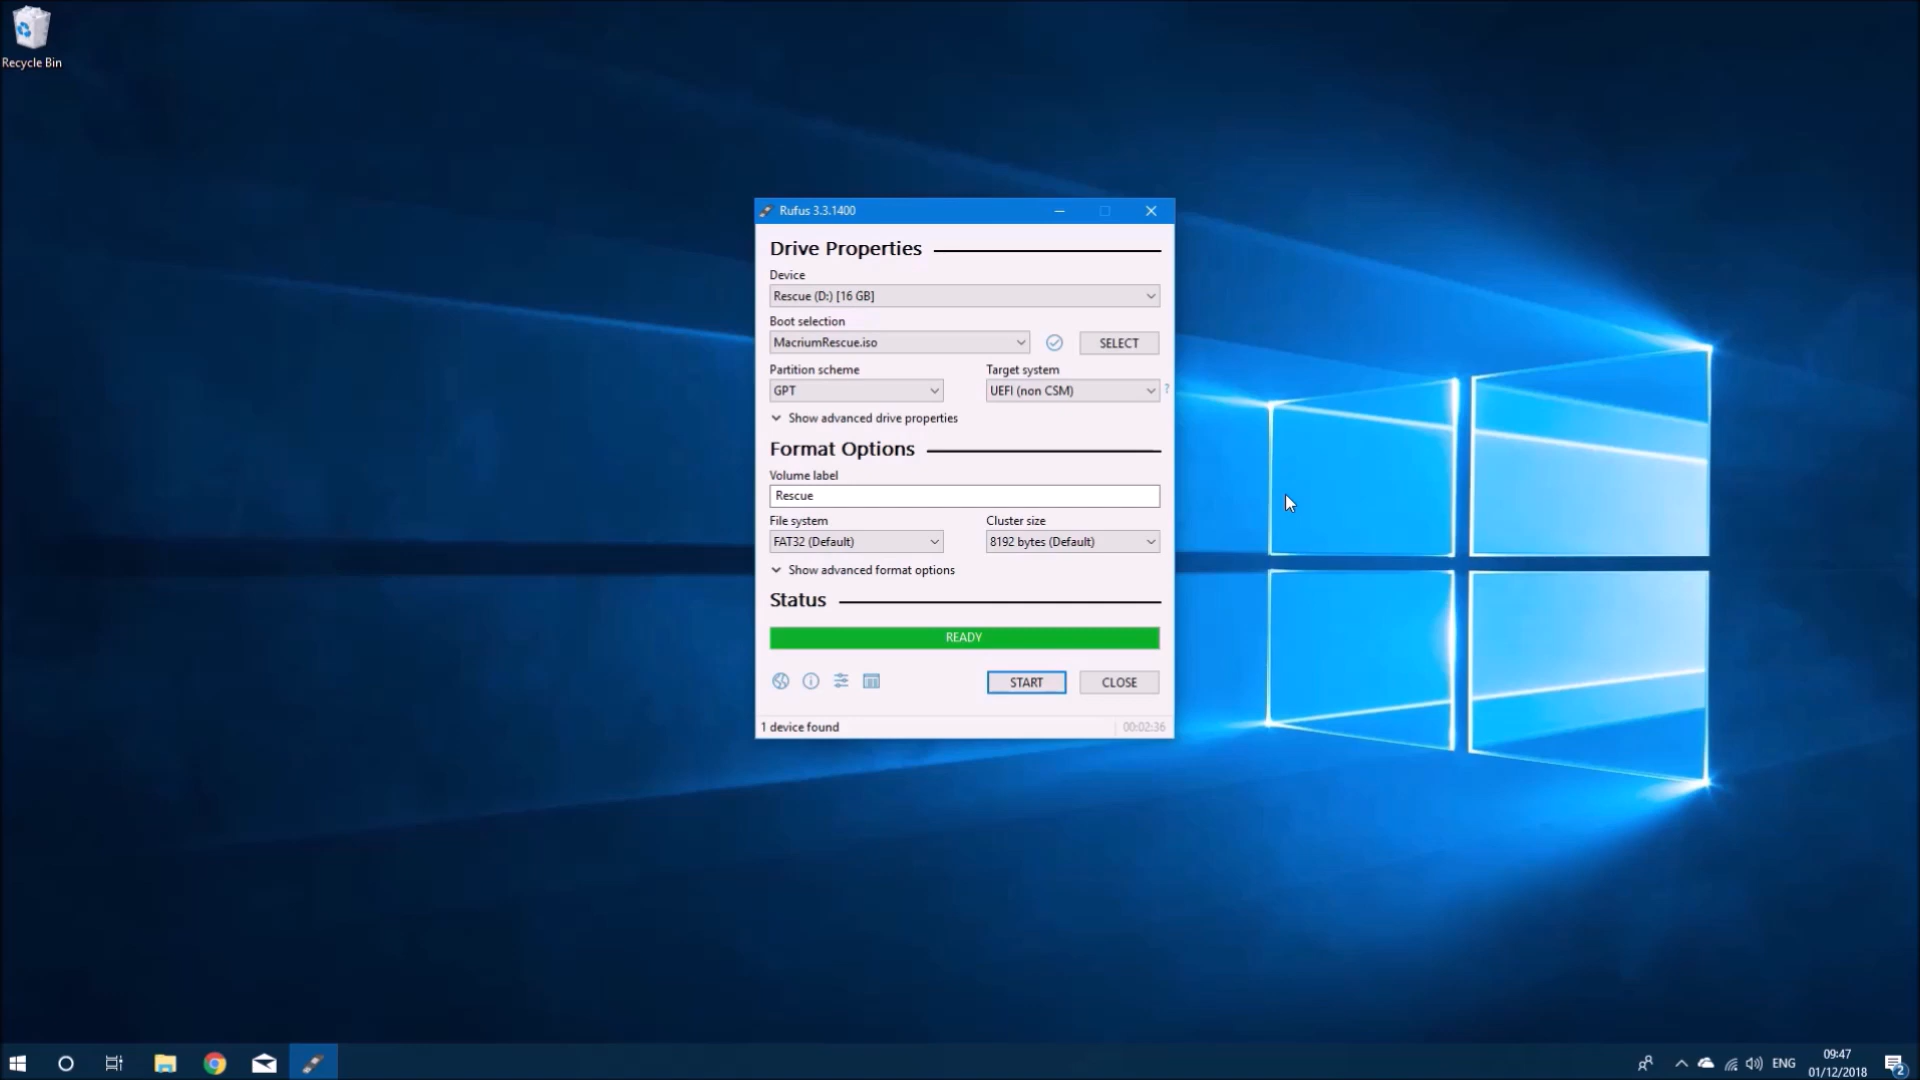 Recycle Bin
Rufus 3.3.1400
Drive Properties
Device
Rescue (D:) [16 GB]
Boot selection
MacriumRescue.iso
SELECT
Partition scheme
Target system
GPT
UEFI (non CSM)
?
Show advanced drive properties
Format Options
Volume label
Rescue
File system
Cluster size
FAT32 (Default)
8192 bytes (Default)
Show advanced format options
Status
READY
START
CLOSE
1 device found
00:02:36
ENG
09:47
01/12/2018
2